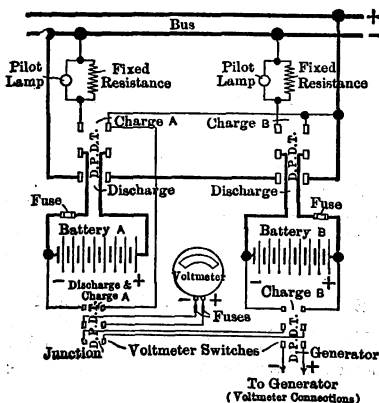 Bus
+
-
Pilot Lamp
Fixed Resistance
Pilot Lamp
Fixed Resistance
Charge A
Charge B
D.P.D.T.
D.P.D.T.
Discharge
Discharge
Fuse
Fuse
Battery A
Battery B
- +
Voltmeter
- +
Discharge & Charge A
- +
Charge B
Fuses
D.P.D.T.
D.P.D.T.
Junction
Voltmeter Switches
Generator
- +
To Generator
(Voltmeter Connections)